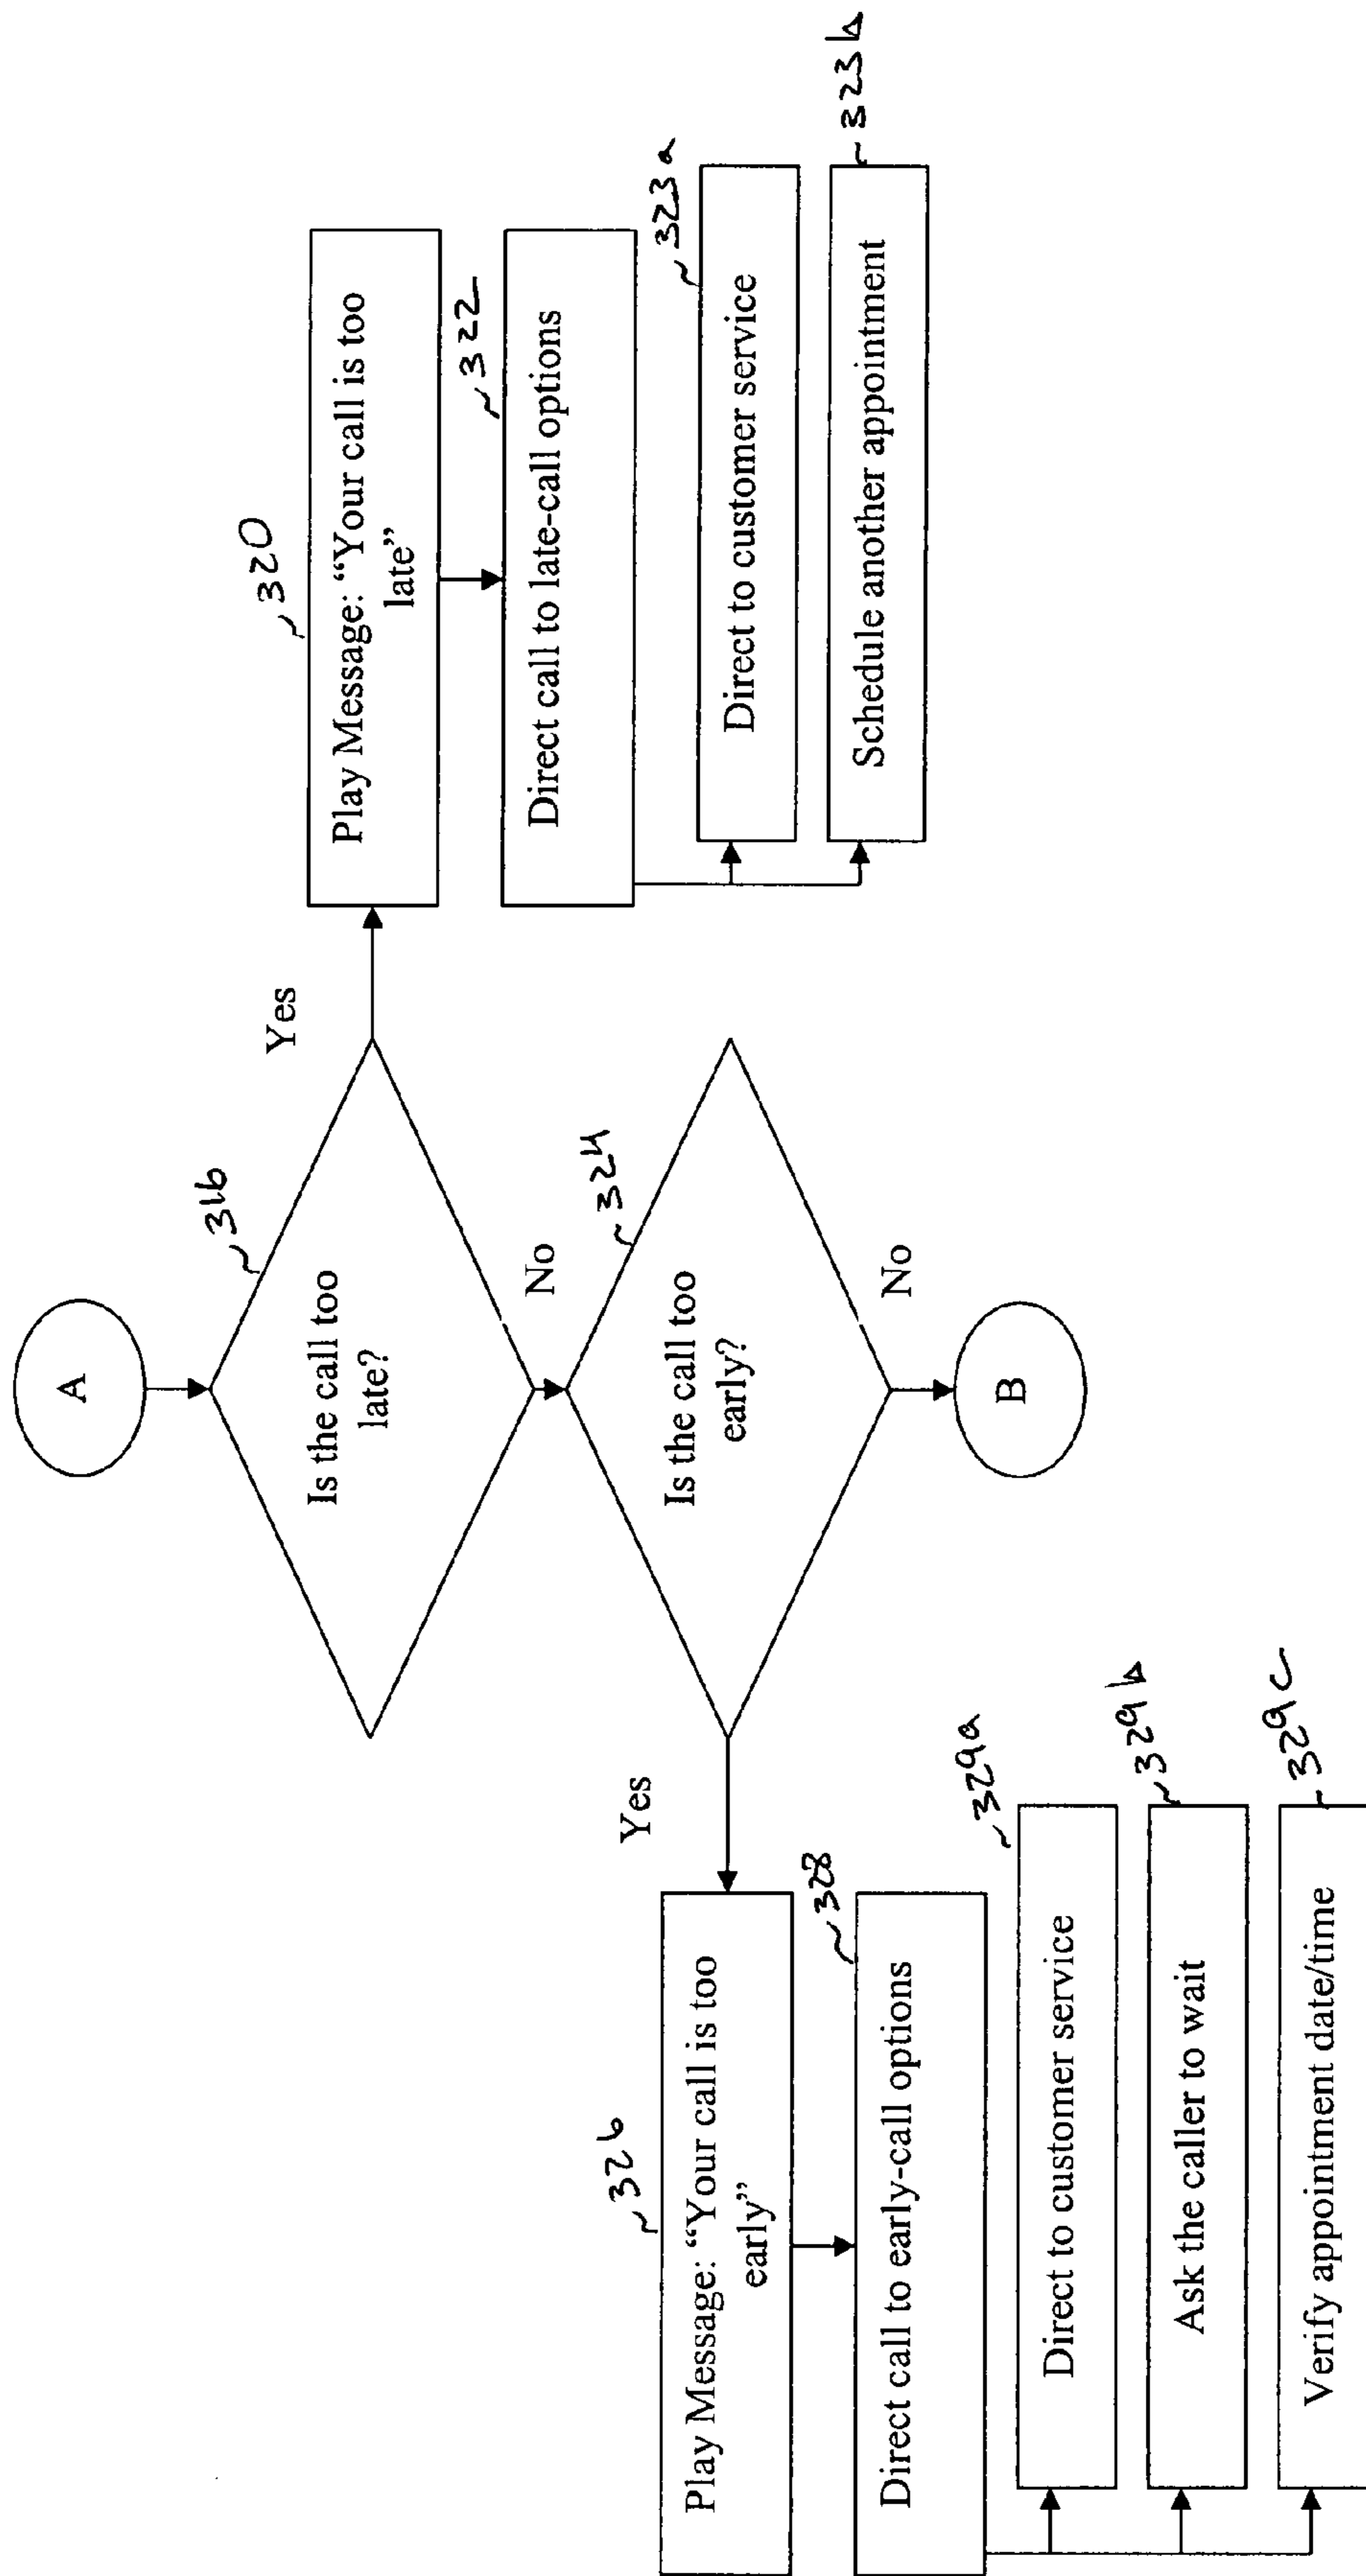 A
316
Is the call too
late?
Yes
320
Play Message: “Your call is too
late”
322
Direct call to late-call options
323a
Direct to customer service
323b
Schedule another appointment
No
324
Is the call too
early?
Yes
326
Play Message: “Your call is too
early”
328
Direct call to early-call options
329a
Direct to customer service
329b
Ask the caller to wait
329c
Verify appointment date/time
No
B